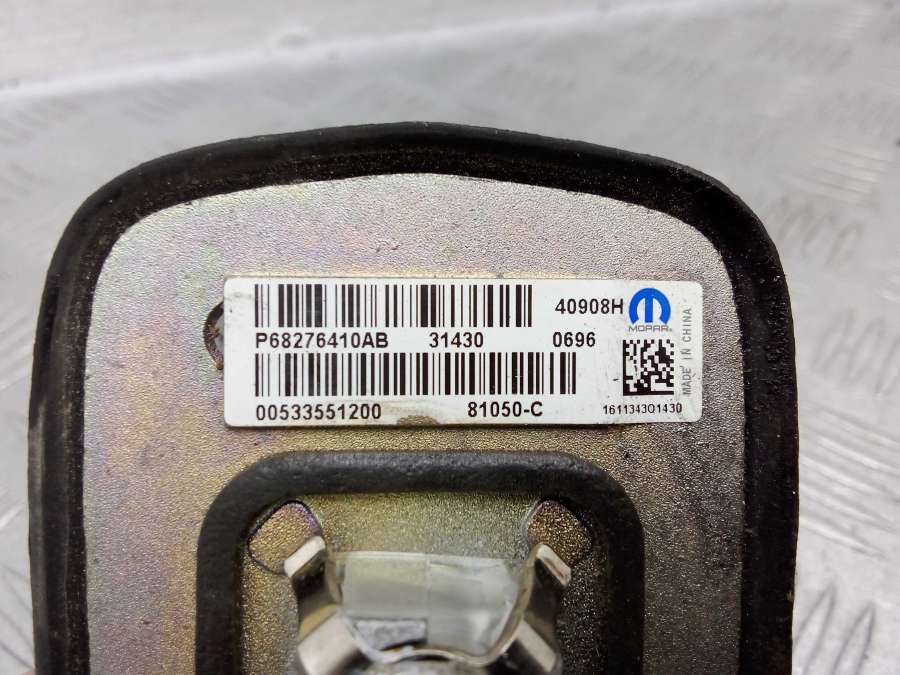 40908H
MOPAR
P68276410AB 31430 0696
MADE IN CHINA
00533551200 81050-C 1611343Q1430